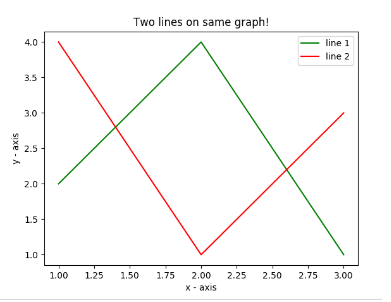 Two lines on same graph!
line 1
line 2
4.0
3.5
3.0
2.5
2.0
1.5
1.0
y - axis
1.00 1.25 1.50 1.75 2.00 2.25 2.50 2.75 3.00
x - axis